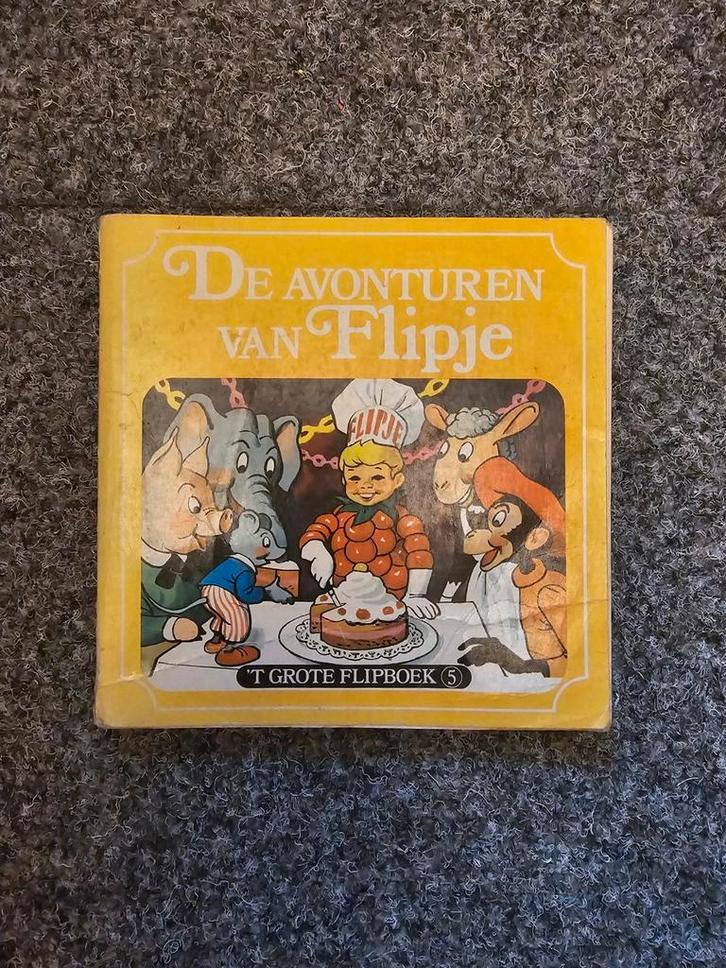 DE AVONTUREN
VAN Flipje
FLIPJE
'T GROTE FLIPBOEK 5